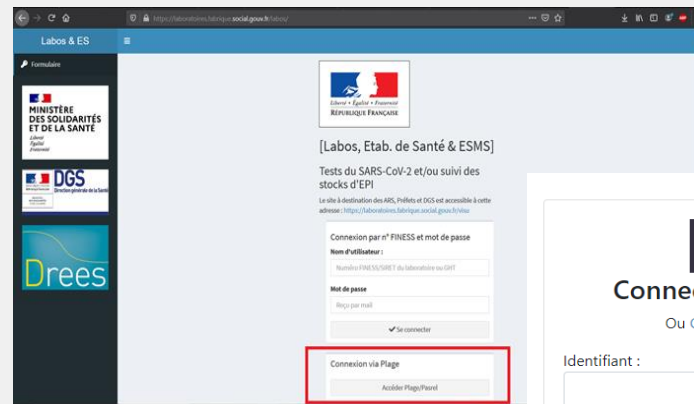 https://laboratoires.fabrique.social.gouv.fr/labos/
Labos & ES
Formulaire
MINISTÈRE
DES SOLIDARITÉS
ET DE LA SANTÉ
Liberté
Égalité
Fraternité
DGS
Direction générale de la Santé
Drees
Liberté • Égalité • Fraternité
RÉPUBLIQUE FRANÇAISE
[Labos, Etab. de Santé & ESMS]
Tests du SARS-CoV-2 et/ou suivi des
stocks d'EPI
Le site à destination des ARS, Préfets et DGS est accessible à cette
adresse : https://laboratoires.fabrique.social.gouv.fr/visu
Connexion par n° FINESS et mot de passe
Nom d'utilisateur :
Numéro FINESS/SIRET du laboratoire ou GHT
Mot de passe
Reçu par mail
Se connecter
Connexion via Plage
Accéder Plage/Pasrel
Connec
Ou
Identifiant :